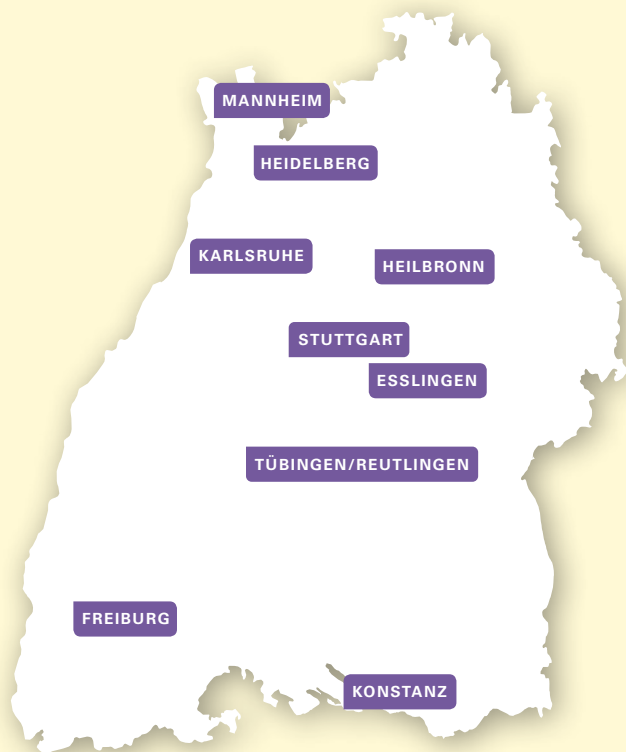 MANNHEIM
HEIDELBERG
KARLSRUHE
HEILBRONN
STUTTGART
ESSLINGEN
TÜBINGEN/REUTLINGEN
FREIBURG
KONSTANZ